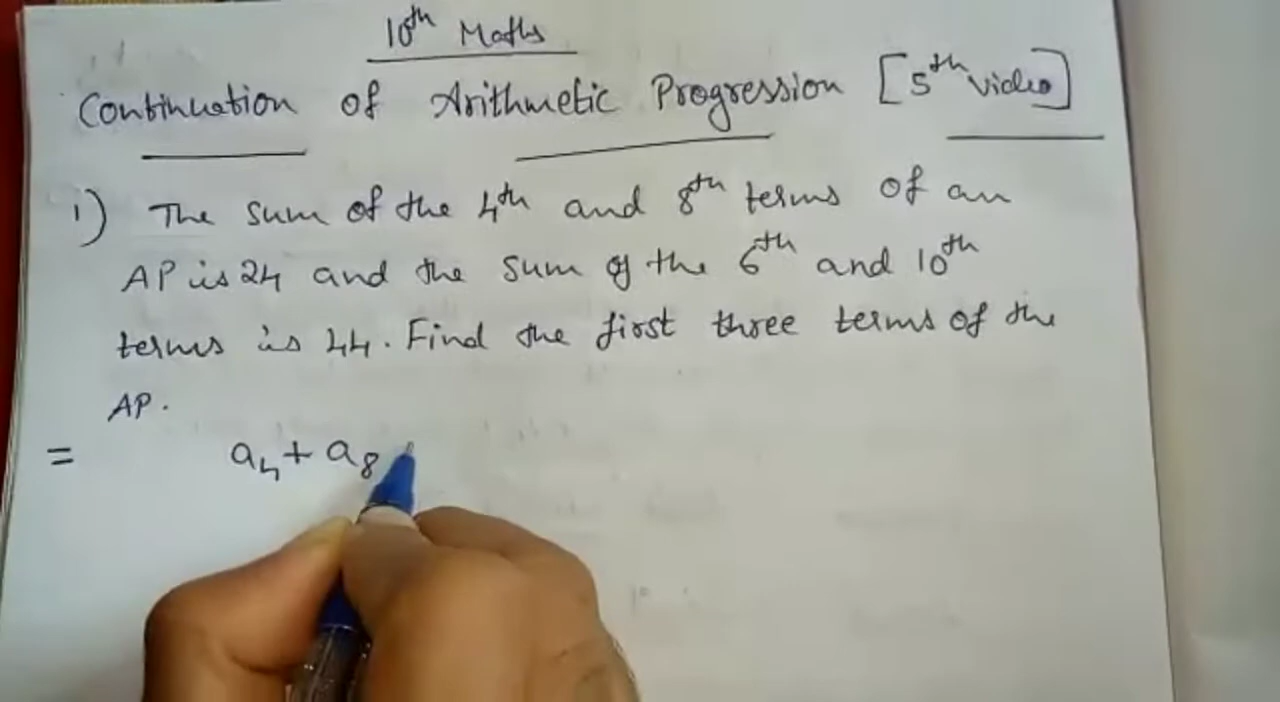 10th Maths
Continuation of Arithmetic Progression [5th video]
1) The sum of the 4th and 8th terms of an
AP is 24 and the sum of the 6th and 10th
terms is 44. Find the first three terms of the
AP.
= a4 + a8